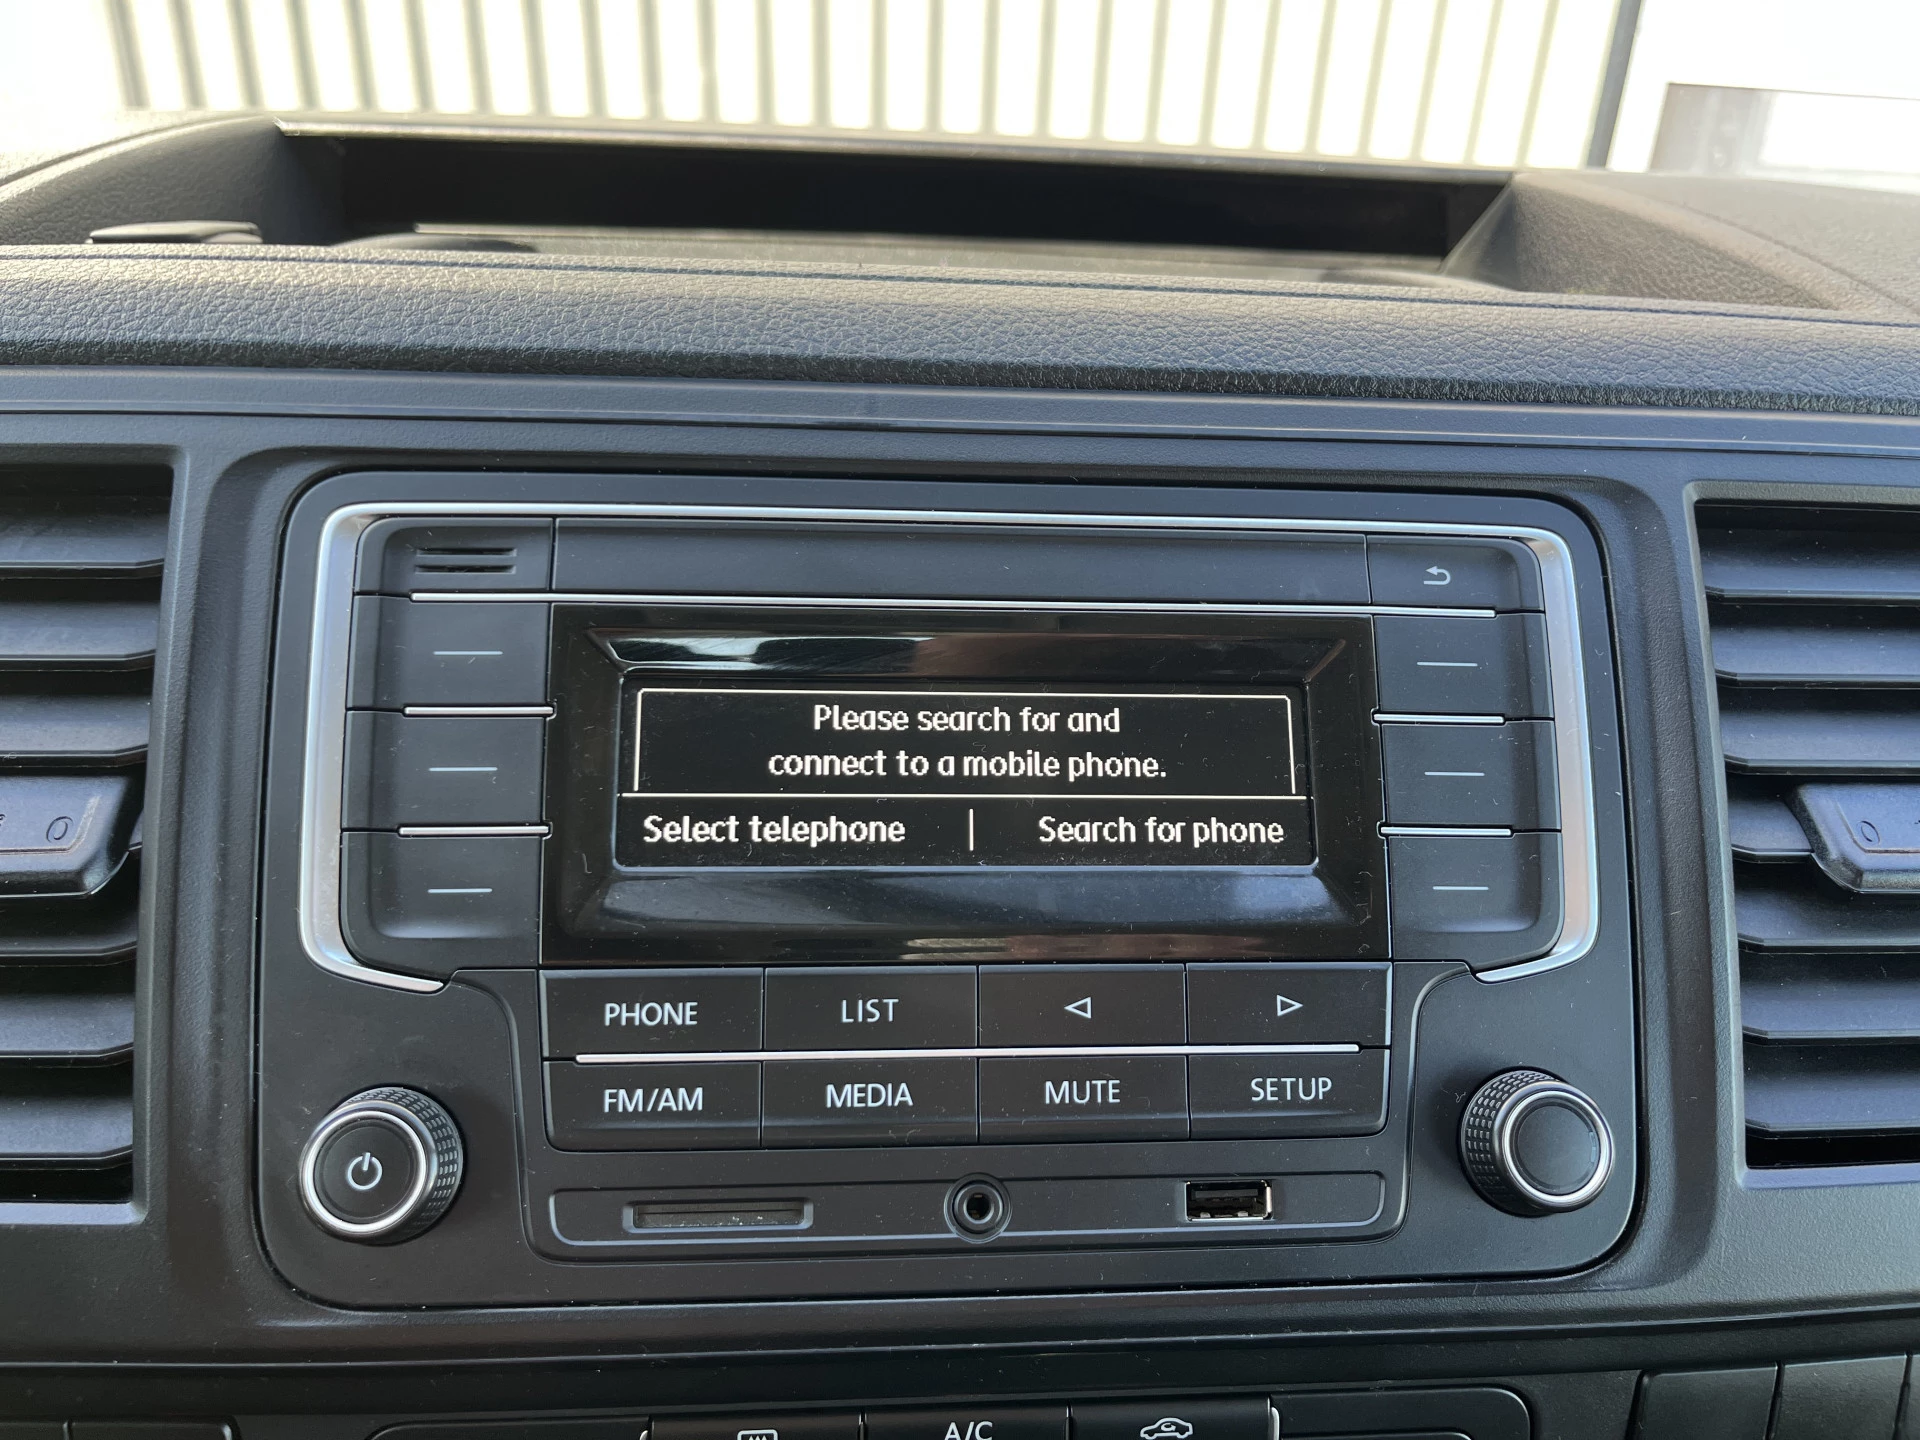 Please search for and
connect to a mobile phone.
Select telephone | Search for phone
PHONE LIST
FM/AM MEDIA MUTE SETUP
A/C